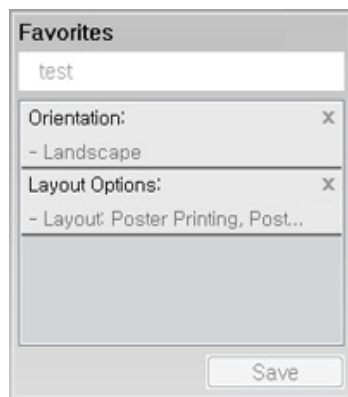 Favorites
test
Orientation:
x
- Landscape
Layout Options:
x
- Layout: Poster Printing, Post...
Save